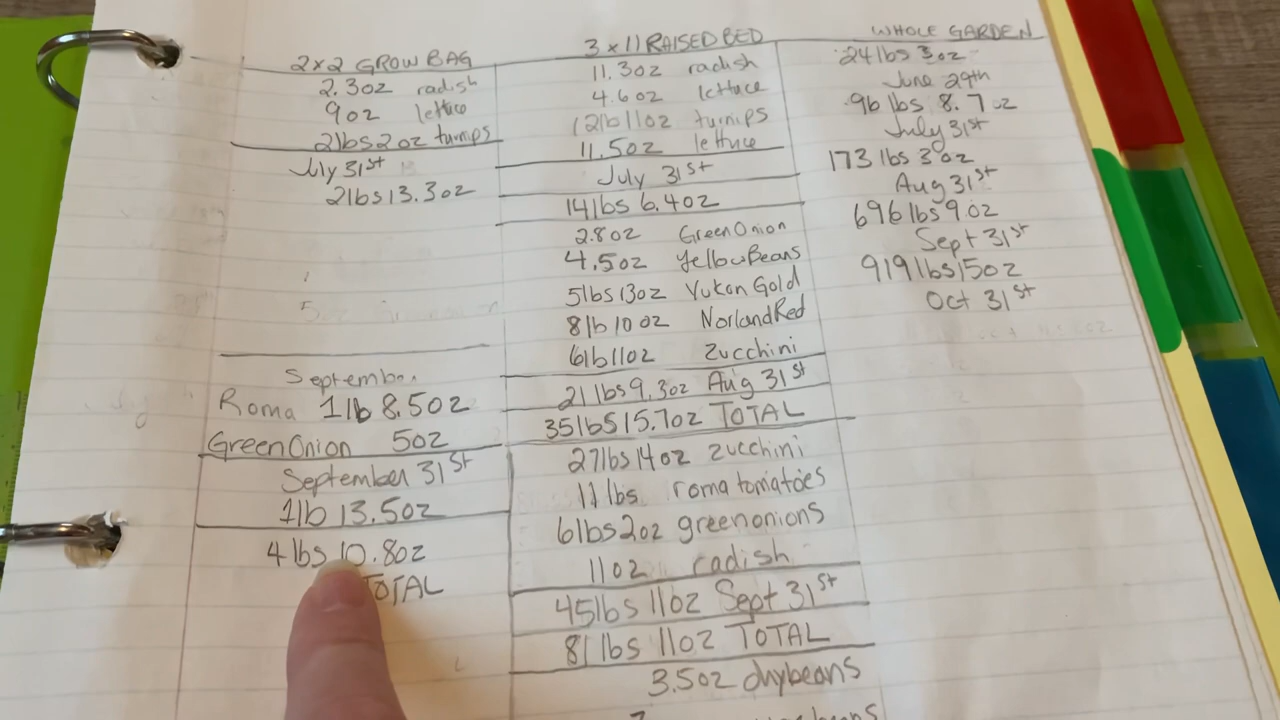 2x2 GROW BAG
2.3oz radish
9oz lettuce
2lbs2oz turnips
July 31st
2lbs13.3oz
September
Roma 1lb 8.5oz
GreenOnion 5oz
September 31st
1lb 13.5oz
4lbs 10.8oz
TOTAL
3x11 RAISED BED
11.3oz radish
4.6oz lettuce
12lb11oz turnips
11.5oz lettuce
July 31st
14lbs 6.4oz
2.8oz GreenOnion
4.5oz YellowBeans
5lbs13oz Yukon Gold
8lb10oz NorlandRed
6lb11oz Zucchini
21lbs9.3oz Aug 31st
35lbs15.7oz TOTAL
27lbs14oz zucchini
11lbs roma tomatoes
6lbs2oz greenonions
11oz radish
45lbs 11oz Sept 31st
81lbs 11oz TOTAL
3.5oz drybeans
beans
WHOLE GARDEN
24lbs 3oz
June 29th
96lbs 8.7oz
July 31st
173lbs 3oz
Aug 31st
696lbs 9.oz
Sept 31st
919lbs15oz
Oct 31st